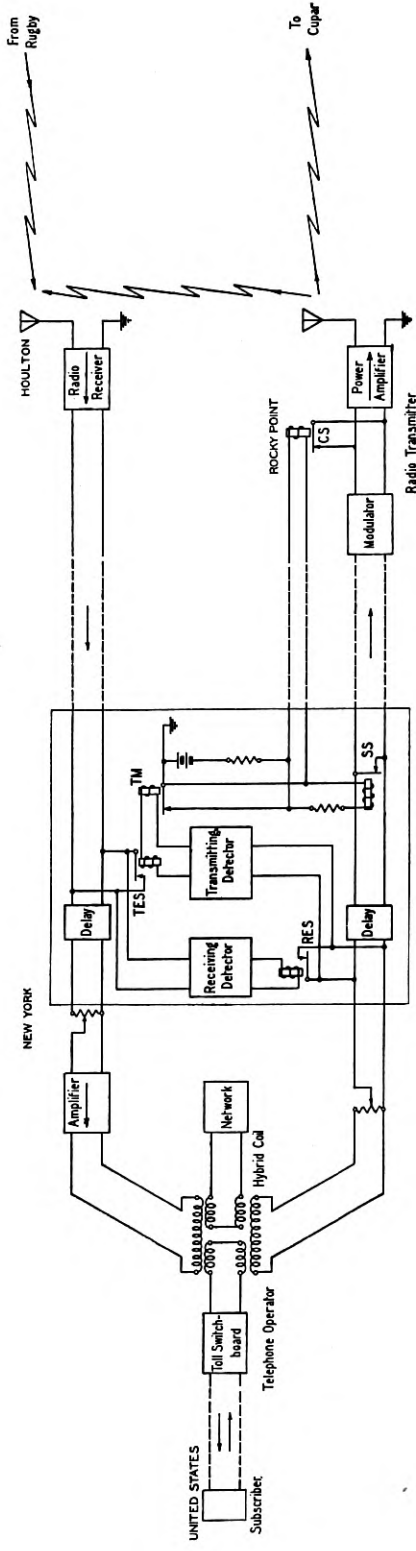 From
Rugby
To
Cupar
HOULTON
Radio
Receiver
ROCKY POINT
CS
Power
Amplifier
Modulator
Radio Transmitter
NEW YORK
Delay
TES
TM
Receiving
Detector
Transmitting
Detector
RES
SS
Delay
Amplifier
Network
Hybrid Coil
Toll Switch-
board
Telephone Operator
UNITED STATES
Subscriber